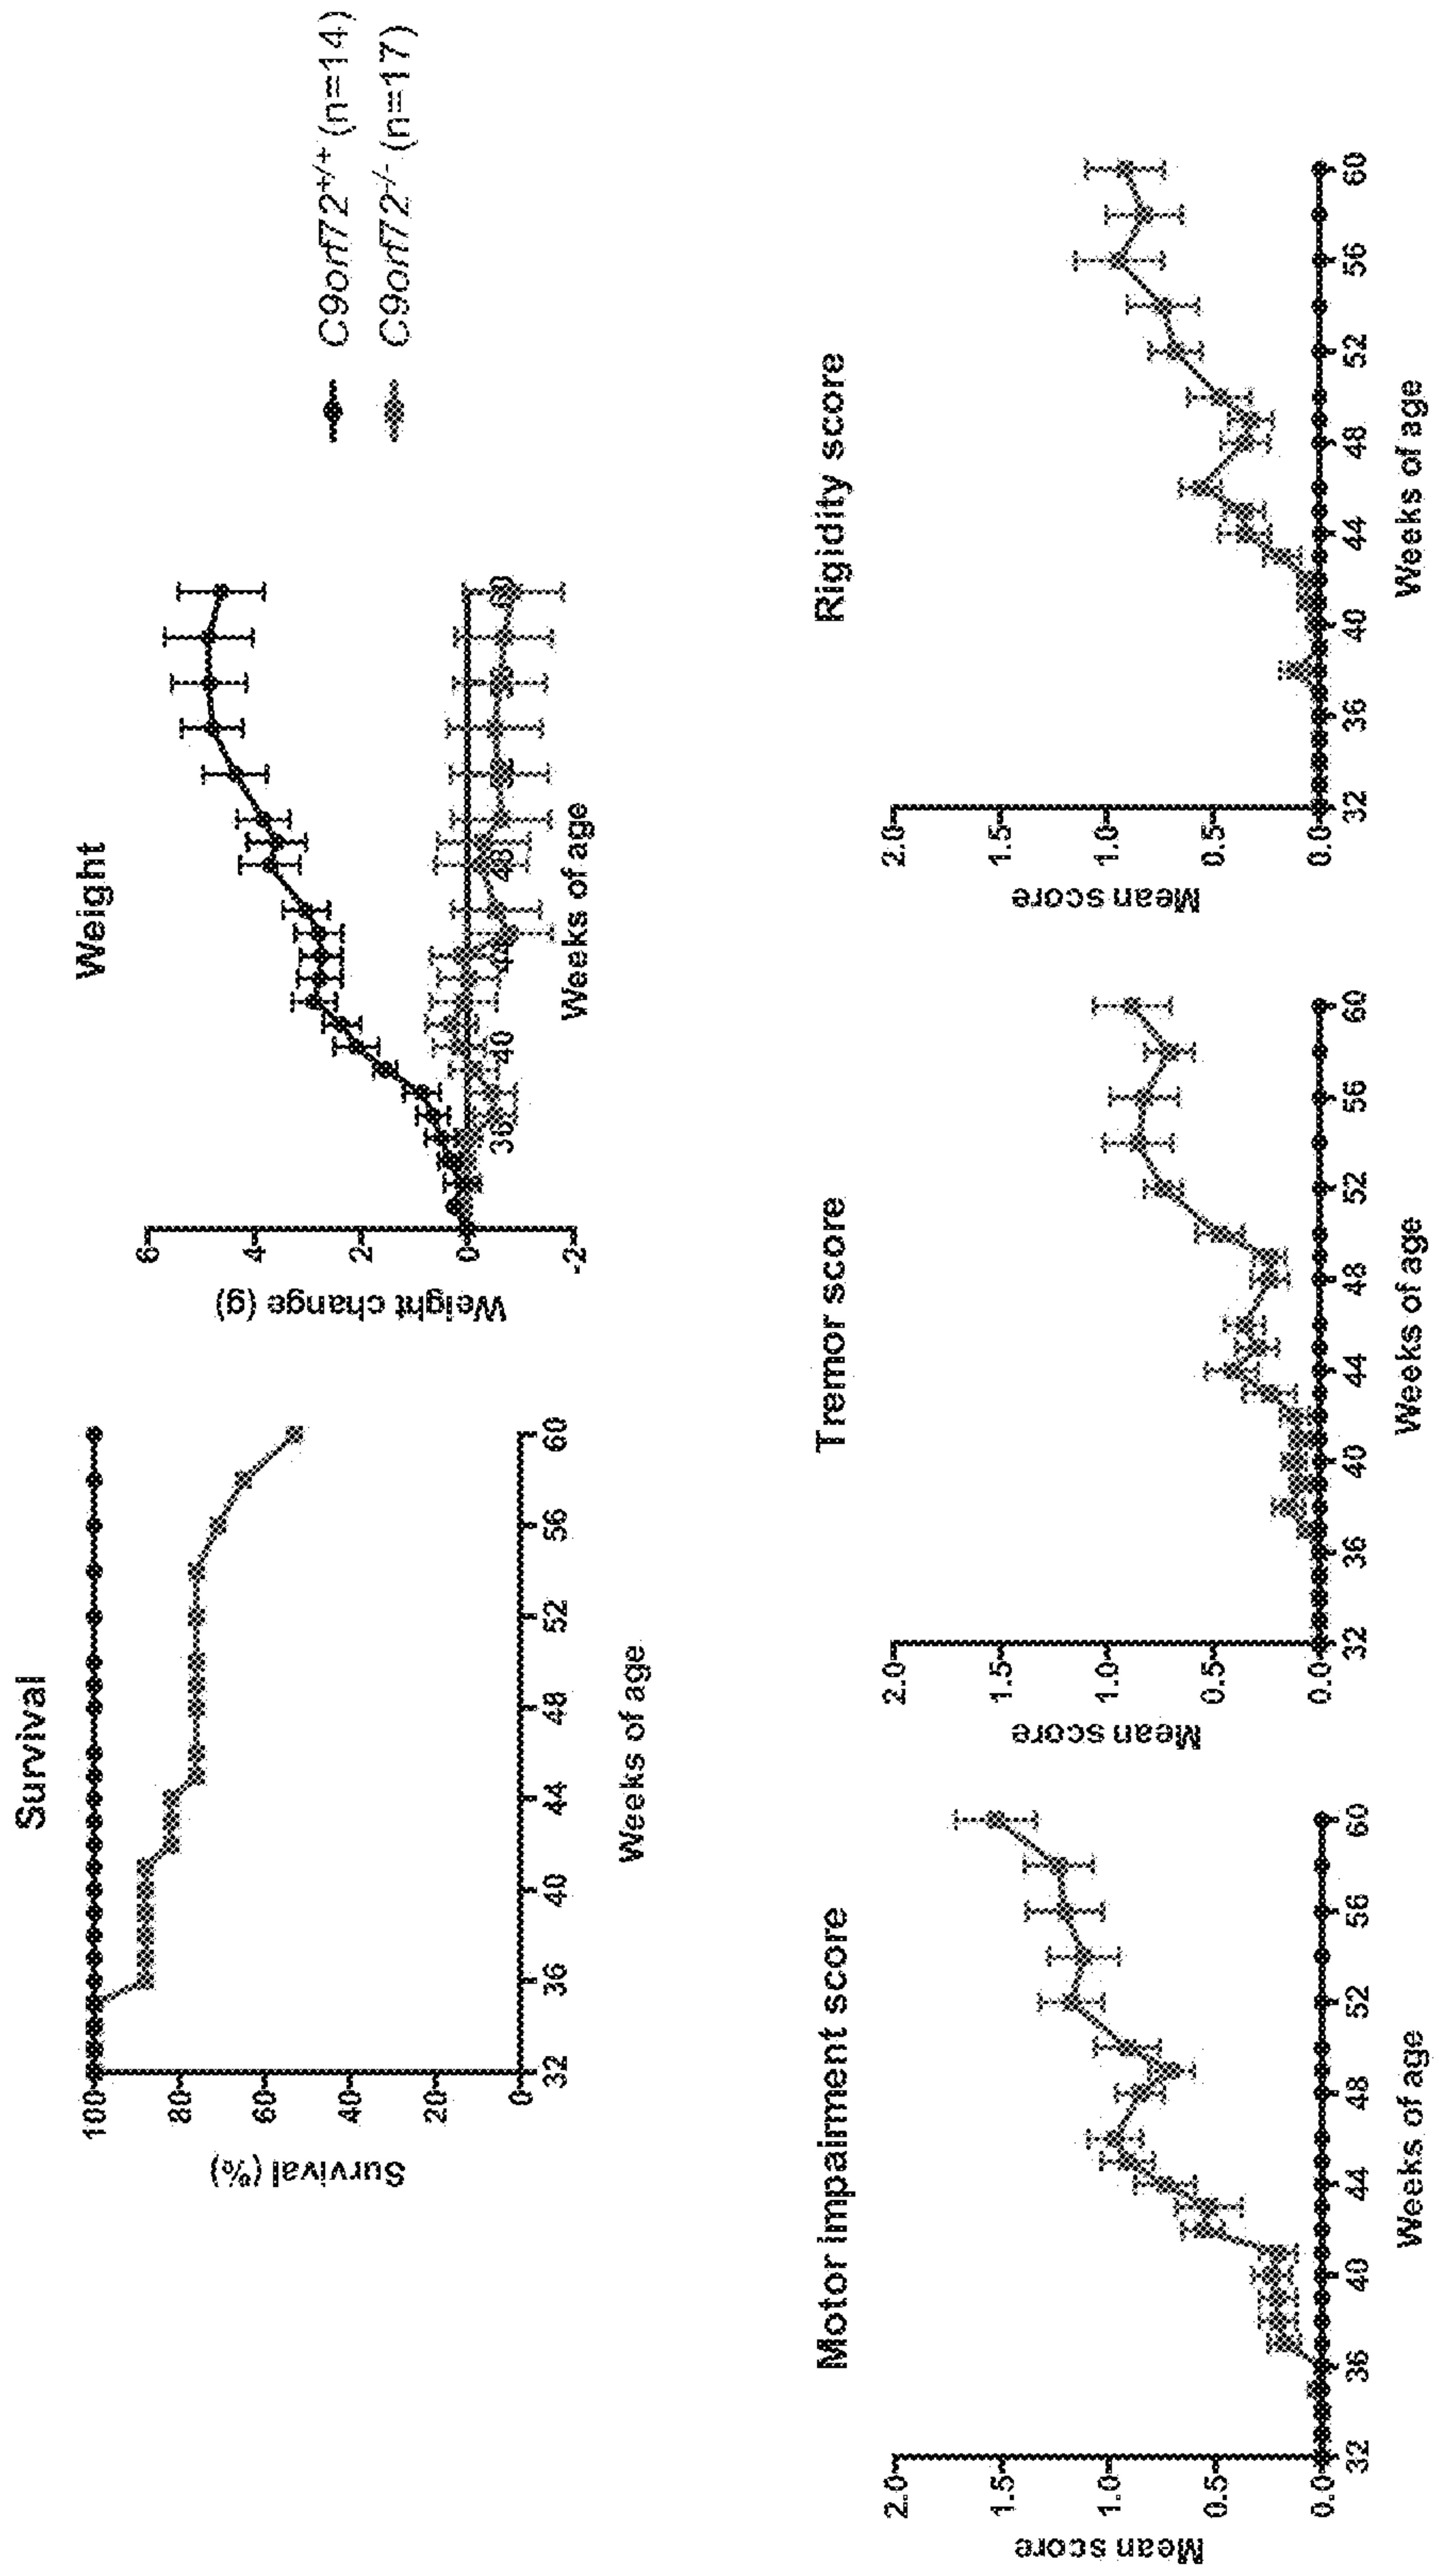 Survival
Survival (%)
100
80
60
40
20
0
32 36 40 44 48 52 56 60
Weeks of age
Weight
Weight change (g)
6
4
2
0
-2
36 40 44 48 52 56 60
Weeks of age
C9orf72+/+ (n=14)
C9orf72-/- (n=17)
Motor impairment score
Mean score
2.0
1.5
1.0
0.5
0.0
32 36 40 44 48 52 56 60
Weeks of age
Tremor score
Mean score
2.0
1.5
1.0
0.5
0.0
32 36 40 44 48 52 56 60
Weeks of age
Rigidity score
Mean score
2.0
1.5
1.0
0.5
0.0
32 36 40 44 48 52 56 60
Weeks of age